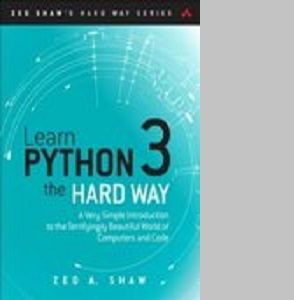 ZED SHAW'S HARD WAY SERIES
Learn
PYTHON 3
the HARD WAY
A Very Simple Introduction
to the Terrifyingly Beautiful World of
Computers and Code
ZED A. SHAW